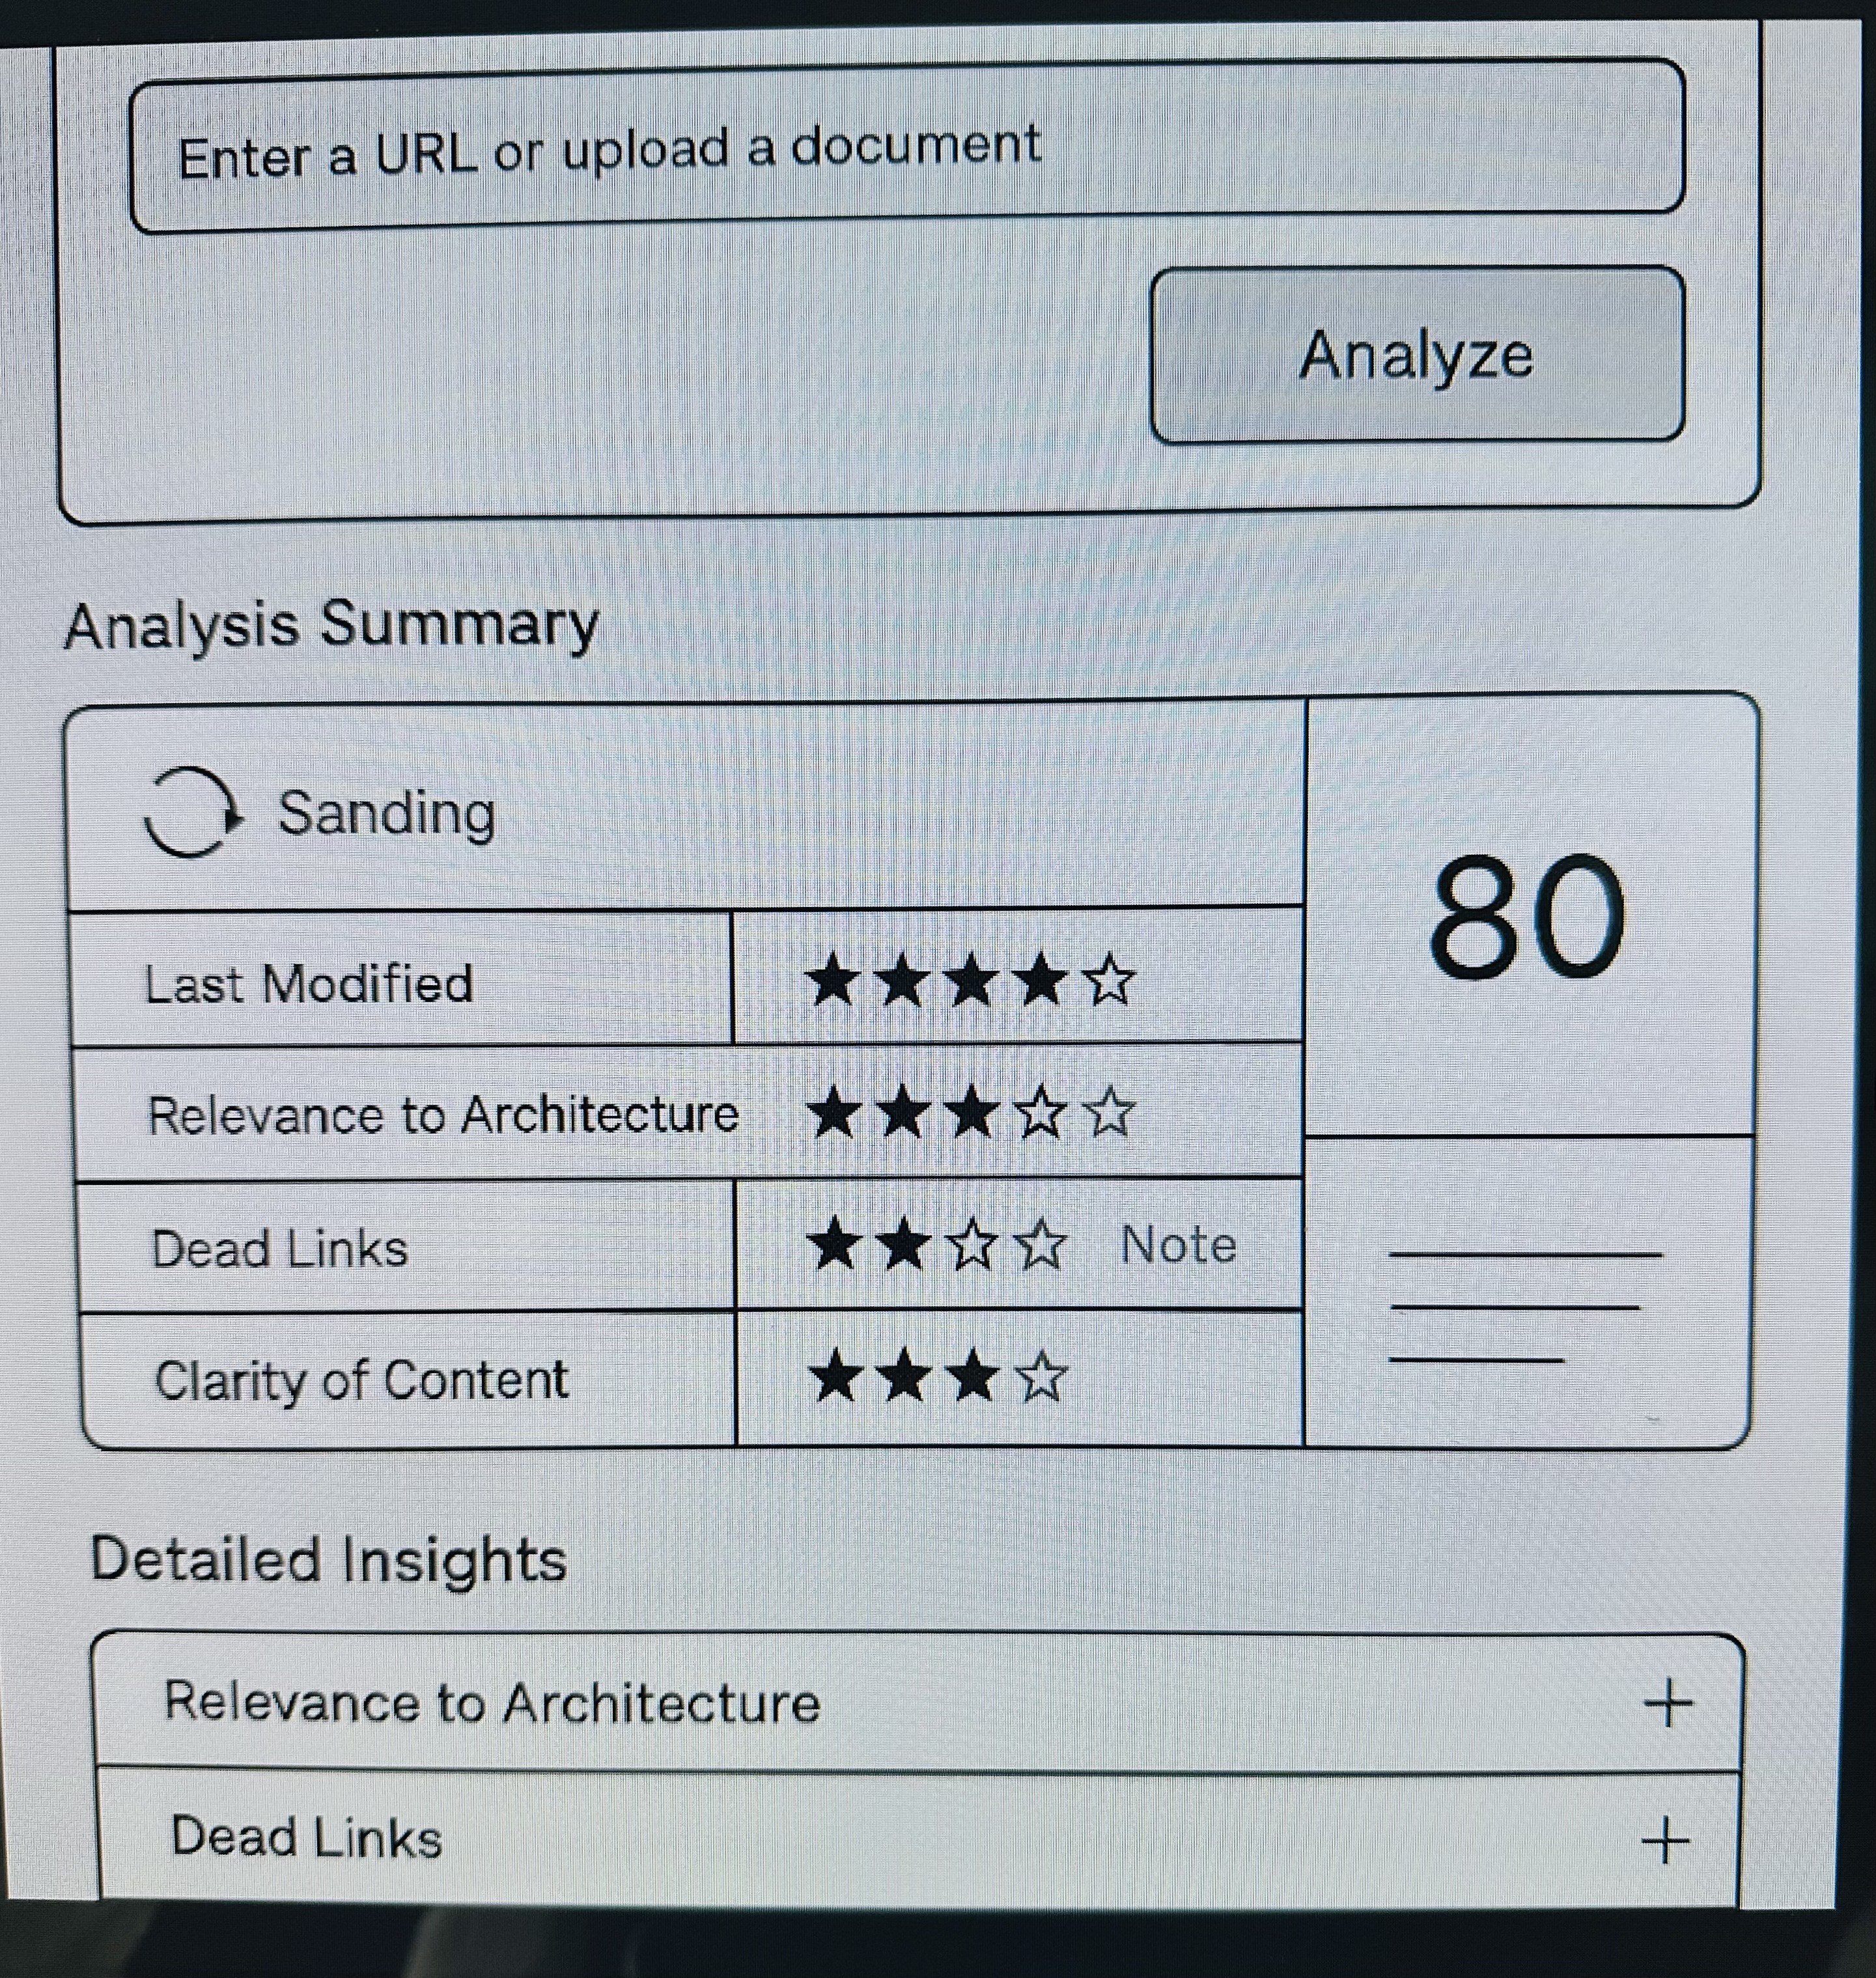 Enter a URL or upload a document
Analyze
Analysis Summary
Sanding
80
Last Modified ★★★★☆
Relevance to Architecture ★★★☆☆
Dead Links ★★☆☆ Note
Clarity of Content ★★★☆
Detailed Insights
Relevance to Architecture +
Dead Links +